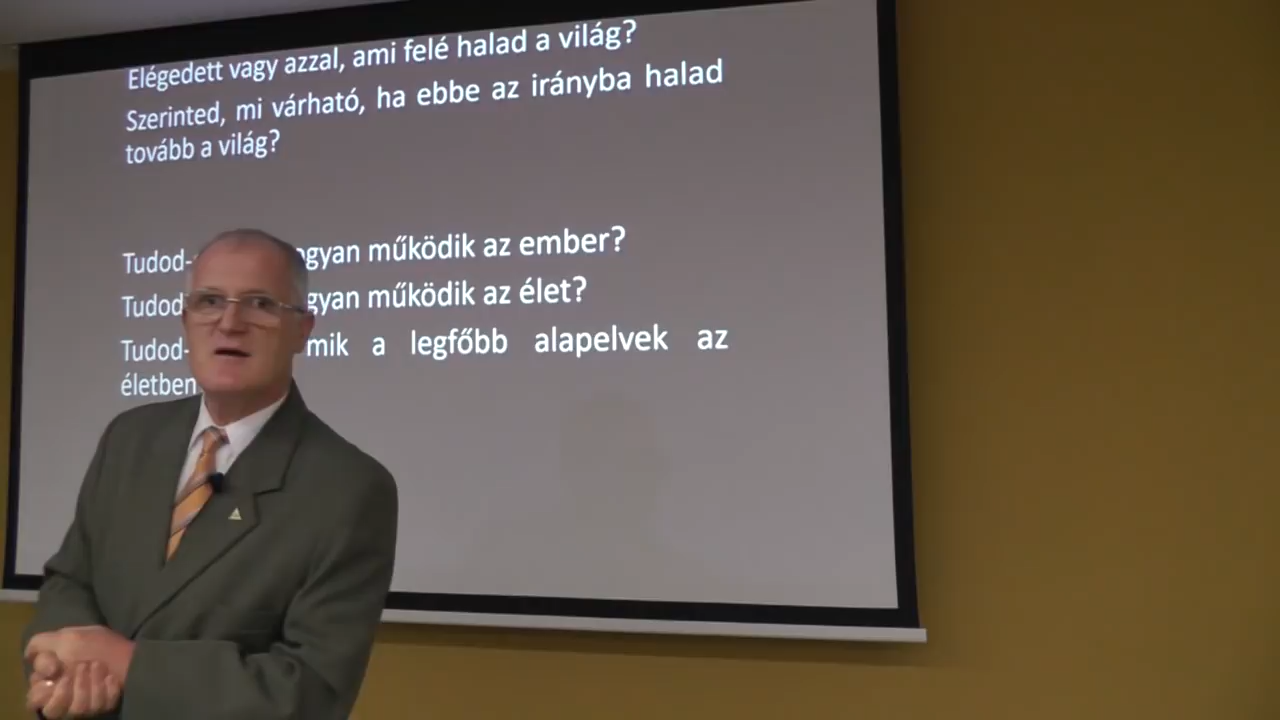 Elégedett vagy azzal, ami felé halad a világ?
Szerinted, mi várható, ha ebbe az irányba halad
tovább a világ?
Tudod- ogyan működik az ember?
Tudod gyan működik az élet?
Tudod- mik a legfőbb alapelvek az
életben